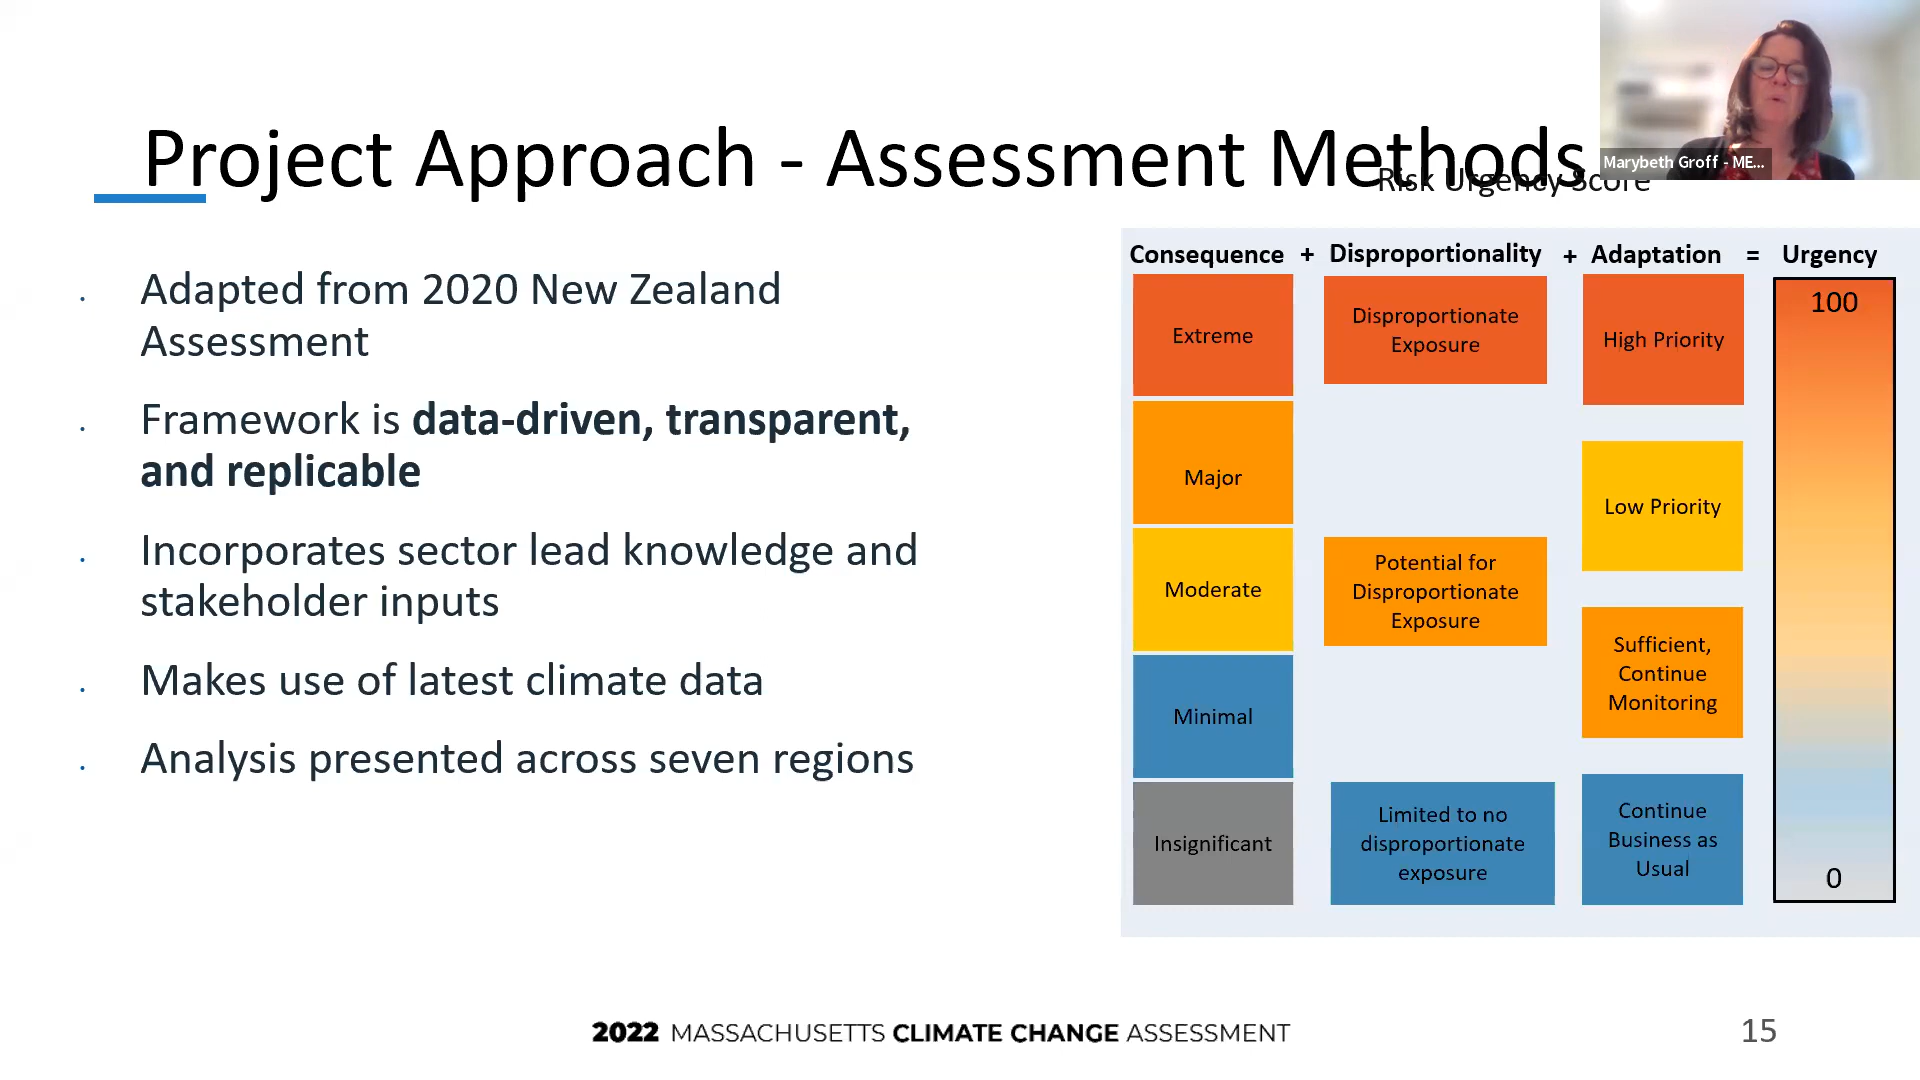 Project Approach - Assessment Methods
Marybeth Groff - ME...
Risk Urgency Score
Adapted from 2020 New Zealand
Assessment
Framework is data-driven, transparent,
and replicable
Incorporates sector lead knowledge and
stakeholder inputs
Makes use of latest climate data
Analysis presented across seven regions
Consequence + Disproportionality + Adaptation = Urgency
Extreme
Major
Moderate
Minimal
Insignificant
Disproportionate
Exposure
Potential for
Disproportionate
Exposure
Limited to no
disproportionate
exposure
High Priority
Low Priority
Sufficient,
Continue
Monitoring
Continue
Business as
Usual
100
0
2022 MASSACHUSETTS CLIMATE CHANGE ASSESSMENT
15